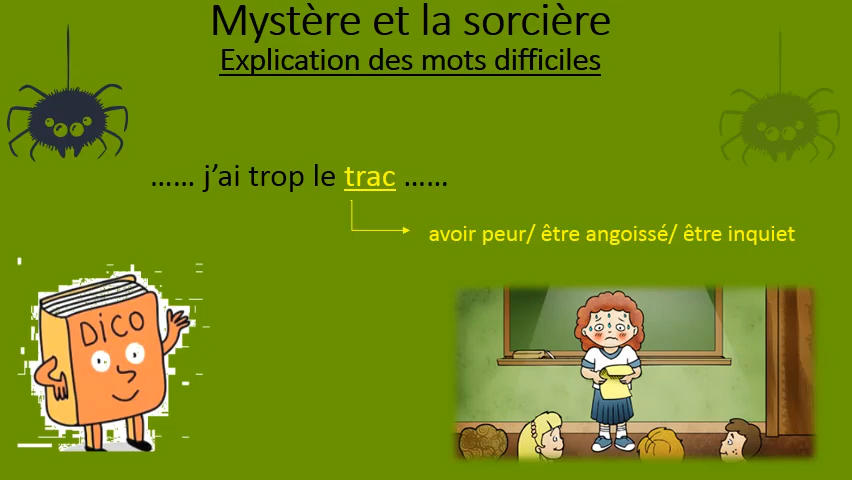 Mystère et la sorcière
Explication des mots difficiles
…… j’ai trop le trac ……
avoir peur/ être angoissé/ être inquiet
DiCO